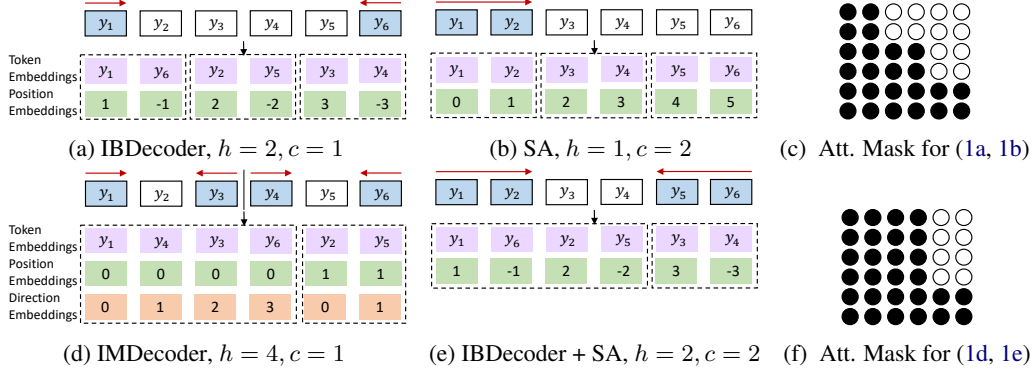 y₁ y₂ y₃ y₄ y₅ y₆
Token
Embeddings
y₁ y₆ y₂ y₅ y₃ y₄
Position
Embeddings
1 -1 2 -2 3 -3
(a) IBDecoder, h = 2, c = 1
y₁ y₂ y₃ y₄ y₅ y₆
y₁ y₂ y₃ y₄ y₅ y₆
0 1 2 3 4 5
(b) SA, h = 1, c = 2
(c) Att. Mask for (1a, 1b)
y₁ y₂ y₃ y₄ y₅ y₆
Token
Embeddings
y₁ y₄ y₃ y₆ y₂ y₅
Position
Embeddings
0 0 0 0 1 1
Direction
Embeddings
0 1 2 3 0 1
(d) IMDecoder, h = 4, c = 1
y₁ y₂ y₃ y₄ y₅ y₆
y₁ y₆ y₂ y₅ y₃ y₄
1 -1 2 -2 3 -3
(e) IBDecoder + SA, h = 2, c = 2
(f) Att. Mask for (1d, 1e)